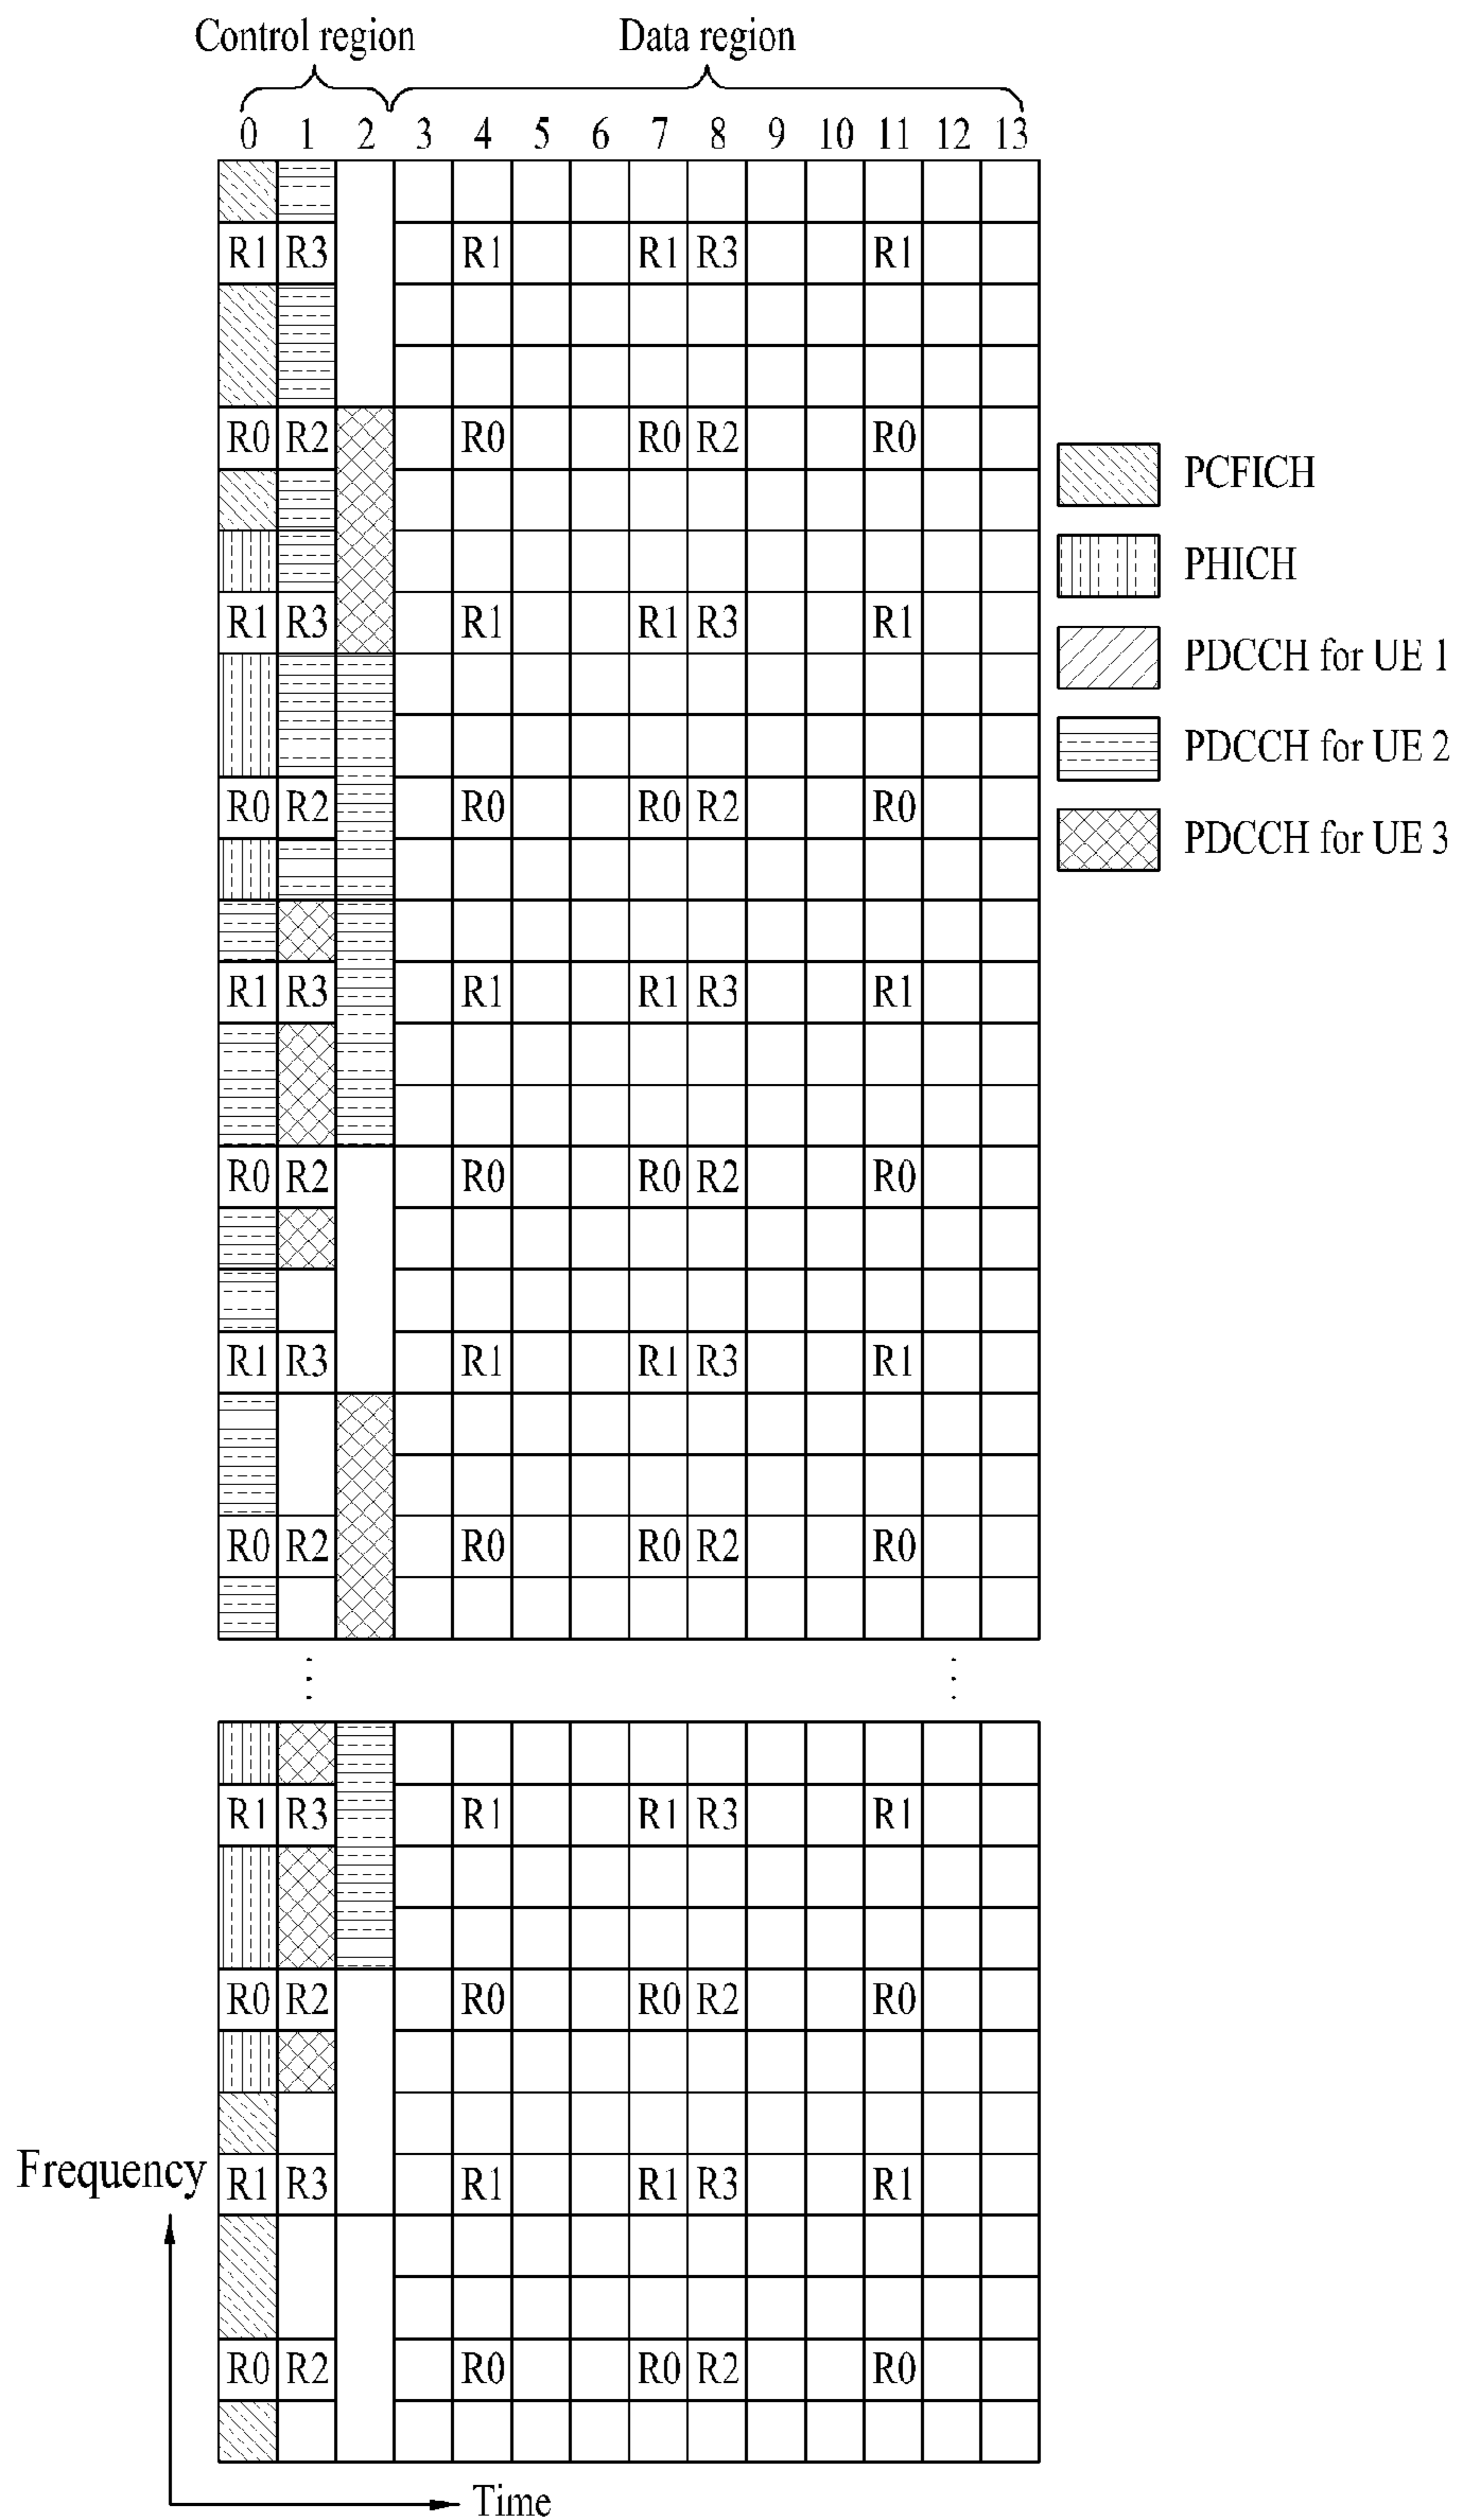 Control region Data region
0 1 2 3 4 5 6 7 8 9 10 11 12 13
R1 R3 R1 R1 R3 R1
R0 R2 R0 R0 R2 R0
PCFICH
PHICH
R1 R3 R1 R1 R3 R1
PDCCH for UE 1
PDCCH for UE 2
R0 R2 R0 R0 R2 R0
PDCCH for UE 3
R1 R3 R1 R1 R3 R1
R0 R2 R0 R0 R2 R0
R1 R3 R1 R1 R3 R1
R0 R2 R0 R0 R2 R0
⋮ ⋮
R1 R3 R1 R1 R3 R1
R0 R2 R0 R0 R2 R0
Frequency R1 R3 R1 R1 R3 R1
R0 R2 R0 R0 R2 R0
Time